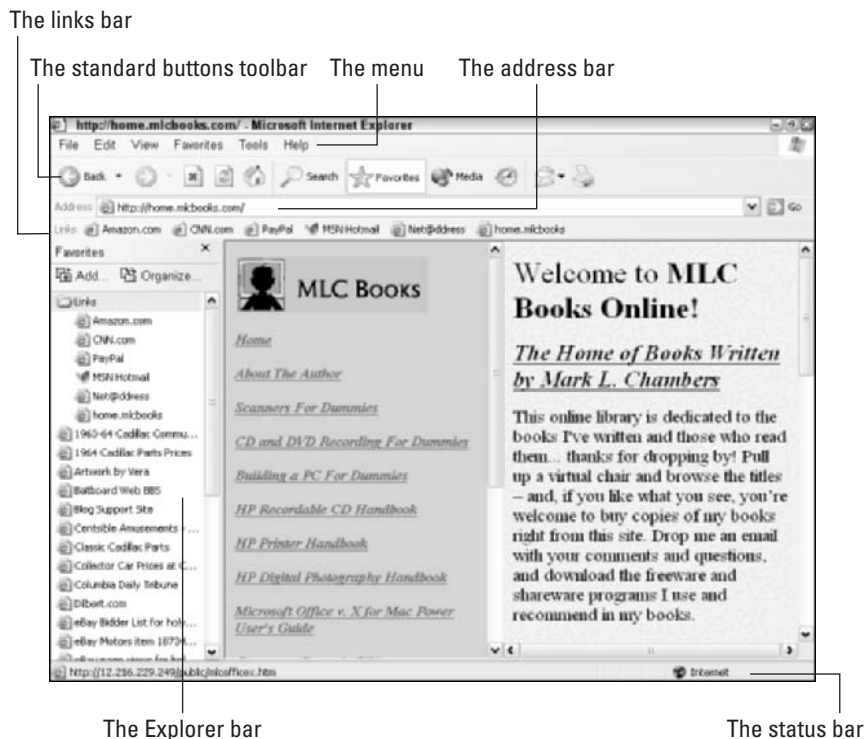 The links bar
The standard buttons toolbar The menu The address bar
http://home.mlcbooks.com/ - Microsoft Internet Explorer
File Edit View Favorites Tools Help
Back Search Favorites Media
Address http://home.mlcbooks.com/ Go
Links Amazon.com CNN.com PayPal MSN Hotmail Net@ddress home.mlcbooks
Favorites
Add... Organize...
Links
Amazon.com
CNN.com
PayPal
MSN Hotmail
Net@ddress
home.mlcbooks
1963-64 Cadillac Commu...
1964 Cadillac Parts Prices
Artwork by Vera
Batboard Web BBS
Blog Support Site
Centsible Amusements - ...
Classic Cadillac Parts
Collector Car Prices at C...
Columbia Daily Tribune
Dilbert.com
eBay Bidder List for holy...
eBay Motors item 1873...
MLC BOOKS
Home
About The Author
Scanners For Dummies
CD and DVD Recording For Dummies
Building a PC For Dummies
HP Recordable CD Handbook
HP Printer Handbook
HP Digital Photography Handbook
Microsoft Office v. X for Mac Power
User's Guide
Welcome to MLC
Books Online!
The Home of Books Written
by Mark L. Chambers
This online library is dedicated to the
books I've written and those who read
them... thanks for dropping by! Pull
up a virtual chair and browse the titles
– and, if you like what you see, you're
welcome to buy copies of my books
right from this site. Drop me an email
with your comments and questions,
and download the freeware and
shareware programs I use and
recommend in my books.
http://12.256.229.249/public/mlcofficex.htm Internet
The Explorer bar The status bar